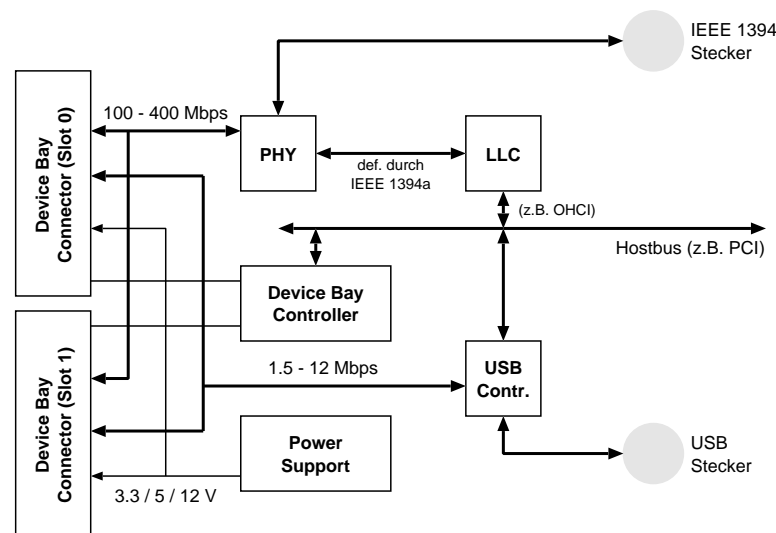 IEEE 1394
Stecker
Device Bay
Connector (Slot 0)
100 - 400 Mbps
PHY
def. durch
IEEE 1394a
LLC
(z.B. OHCI)
Hostbus (z.B. PCI)
Device Bay
Controller
Device Bay
Connector (Slot 1)
1.5 - 12 Mbps
USB
Contr.
Power
Support
USB
Stecker
3.3 / 5 / 12 V